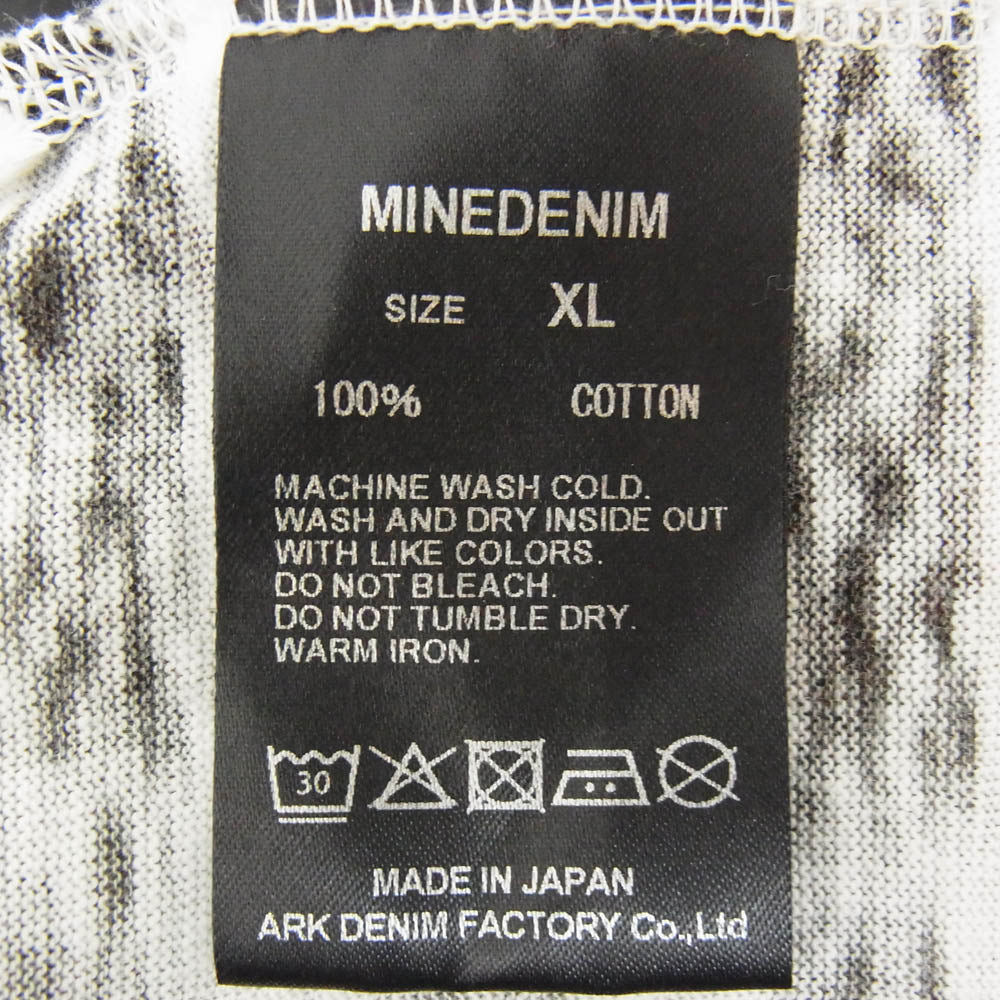 MINEDENIM
SIZE XL
100% COTTON
MACHINE WASH COLD.
WASH AND DRY INSIDE OUT
WITH LIKE COLORS.
DO NOT BLEACH.
DO NOT TUMBLE DRY.
WARM IRON.
30
MADE IN JAPAN
ARK DENIM FACTORY Co.,Ltd